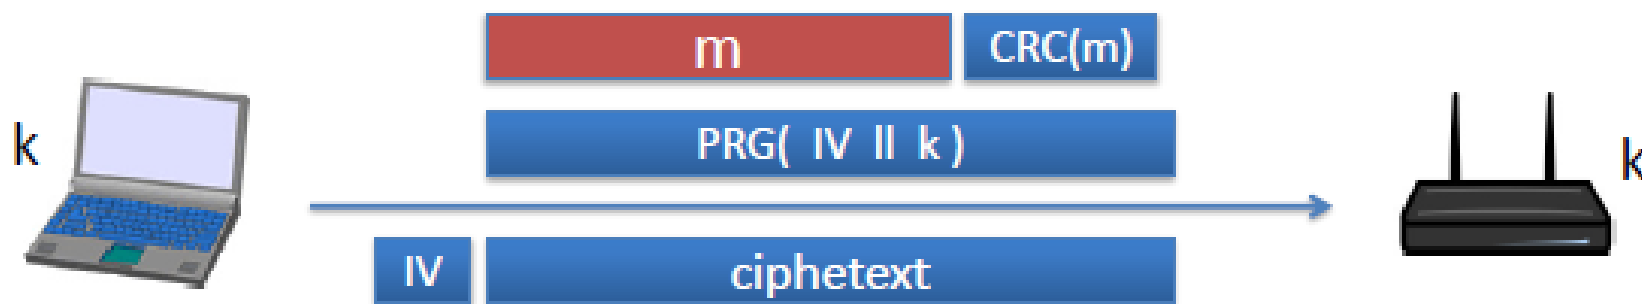 m CRC(m)
k PRG( IV ll k ) k
IV ciphetext